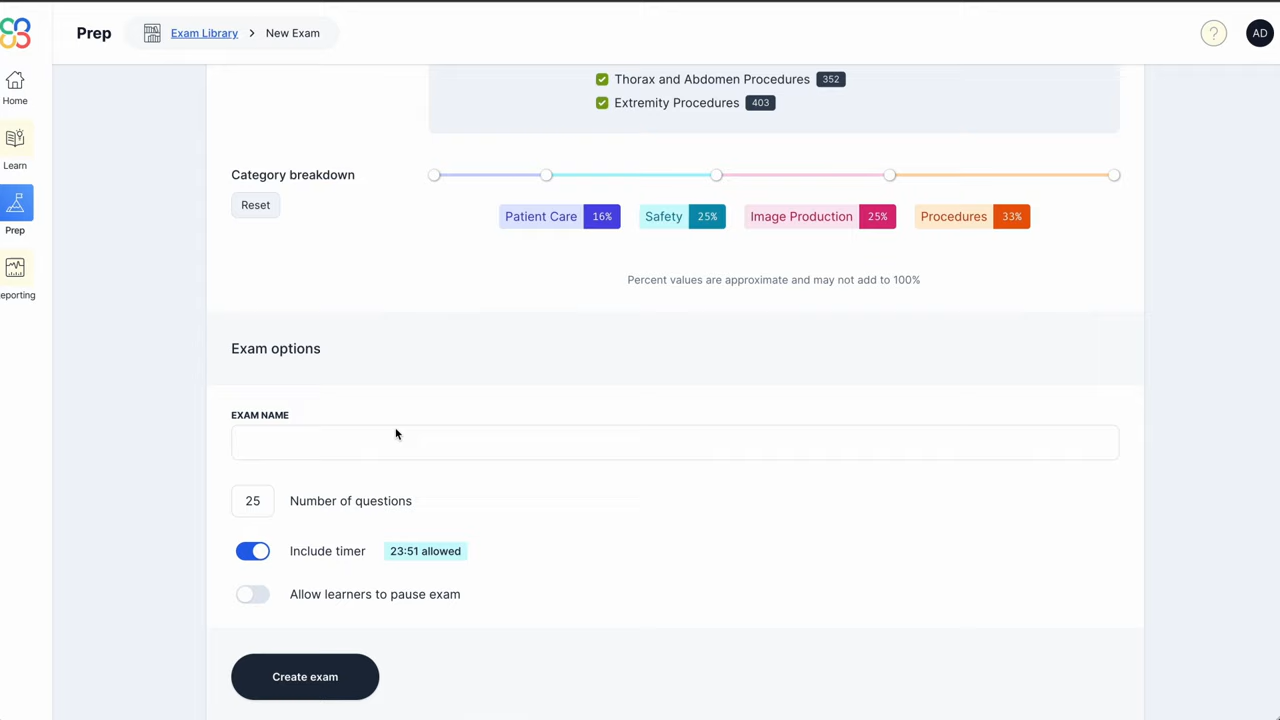 Prep
Exam Library > New Exam
?
AD
Home
Learn
Prep
eporting
Thorax and Abdomen Procedures 352
Extremity Procedures 403
Category breakdown
Reset
Patient Care 16% Safety 25% Image Production 25% Procedures 33%
Percent values are approximate and may not add to 100%
Exam options
EXAM NAME
25 Number of questions
Include timer 23:51 allowed
Allow learners to pause exam
Create exam